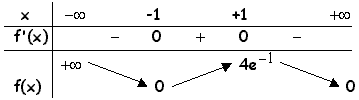 x −∞ -1 +1 +∞
f'(x) − 0 + 0 −
+∞ 4e⁻¹
f(x) 0 0